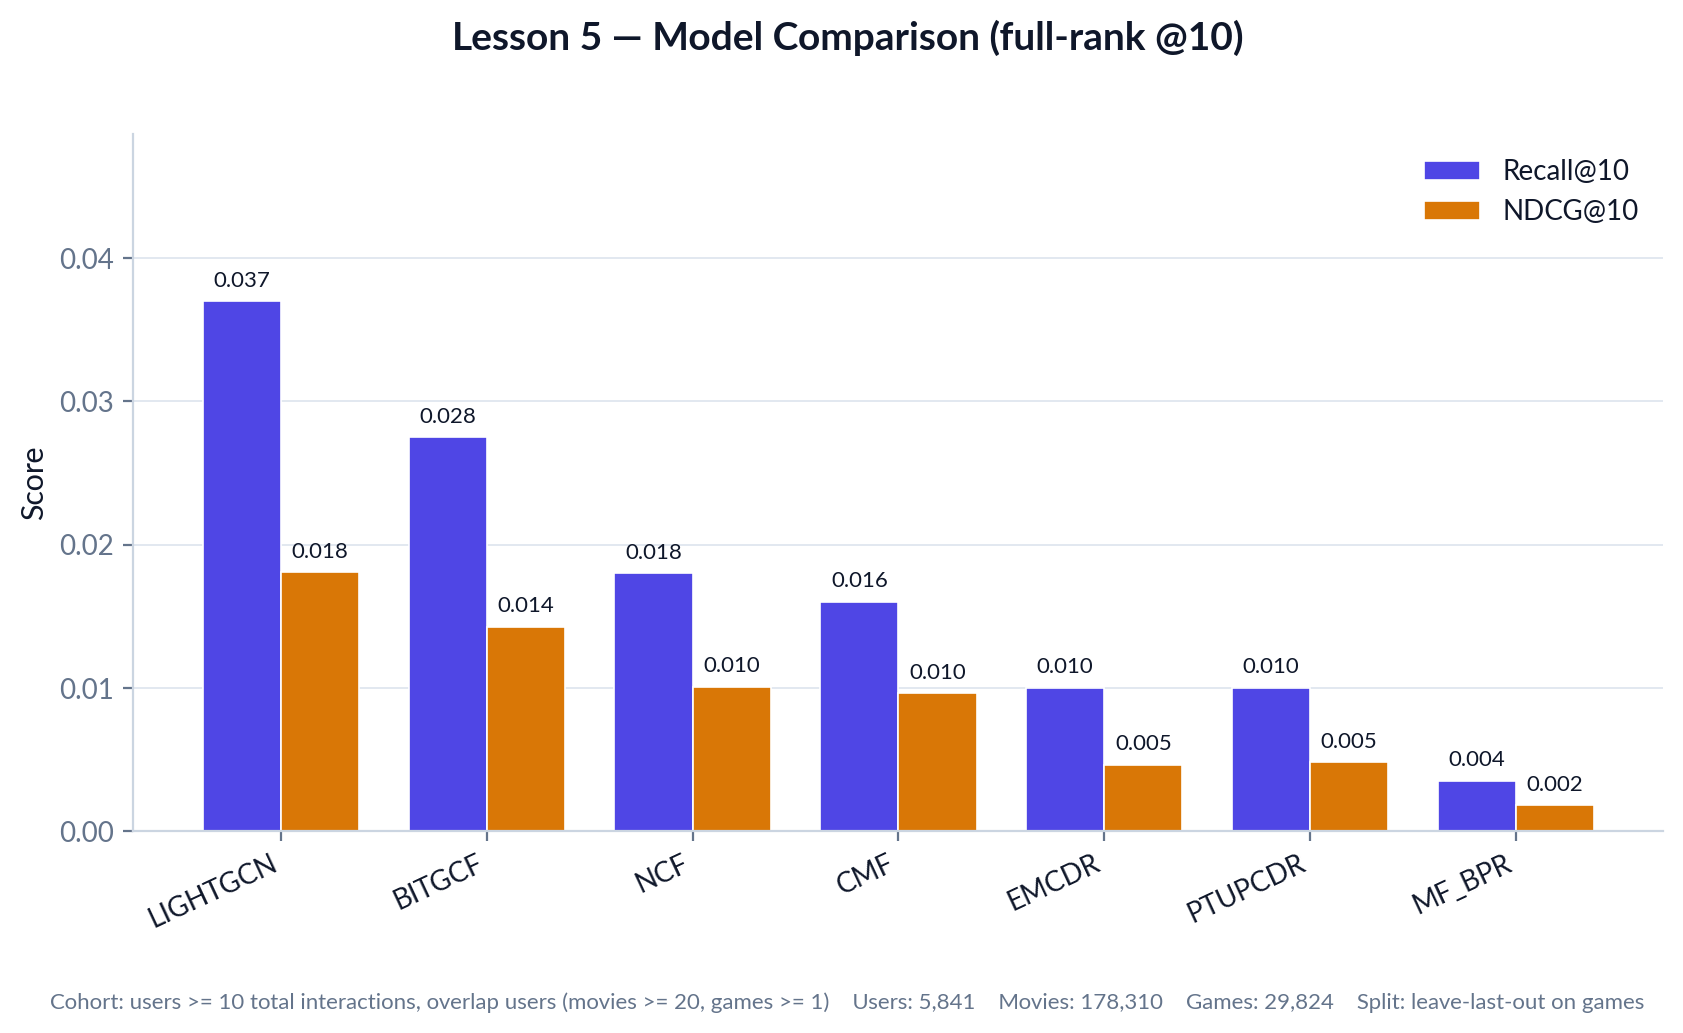 Lesson 5 — Model Comparison (full-rank @10)
Recall@10
NDCG@10
Score
0.04
0.03
0.02
0.01
0.00
0.037
0.018
0.028
0.014
0.018
0.010
0.016
0.010
0.010
0.005
0.010
0.005
0.004
0.002
LIGHTGCN
BITGCF
NCF
CMF
EMCDR
PTUPCDR
MF_BPR
Cohort: users >= 10 total interactions, overlap users (movies >= 20, games >= 1) Users: 5,841 Movies: 178,310 Games: 29,824 Split: leave-last-out on games